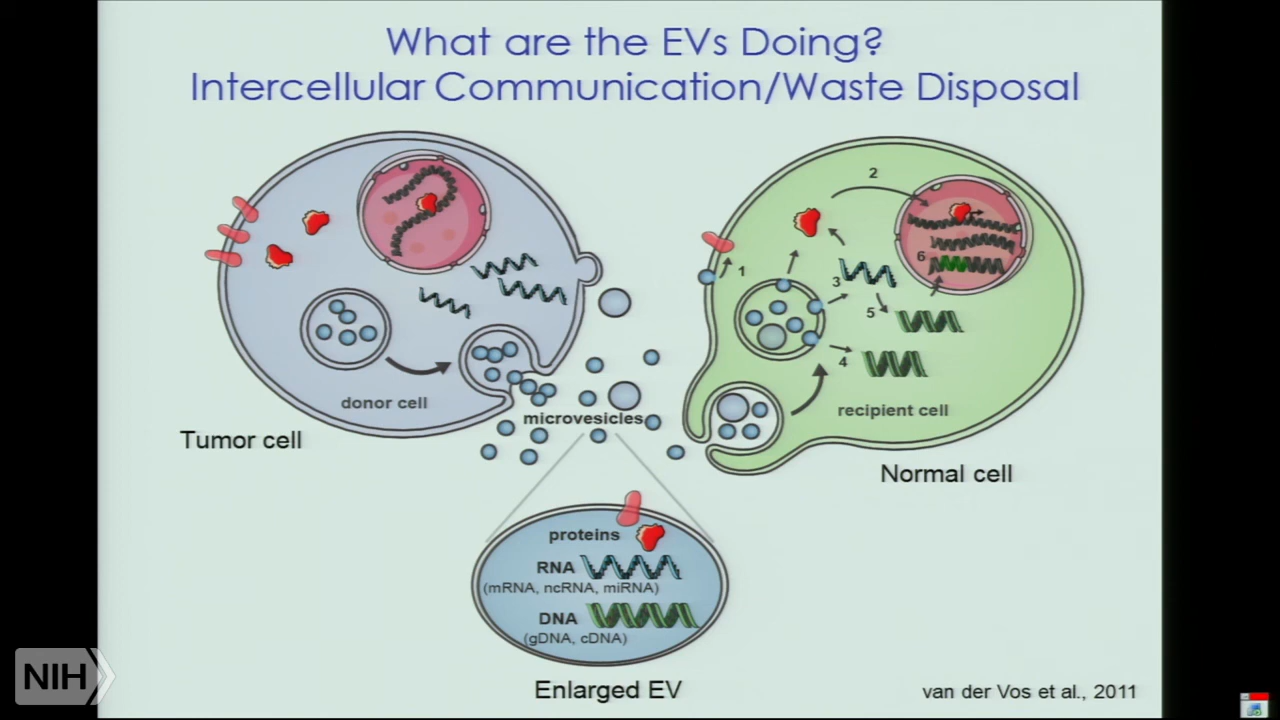 What are the EVs Doing?
Intercellular Communication/Waste Disposal
2
1
3
6
5
4
donor cell
microvesicles
recipient cell
Tumor cell
Normal cell
proteins
RNA
(mRNA, ncRNA, miRNA)
DNA
(gDNA, cDNA)
Enlarged EV
van der Vos et al., 2011
NIH